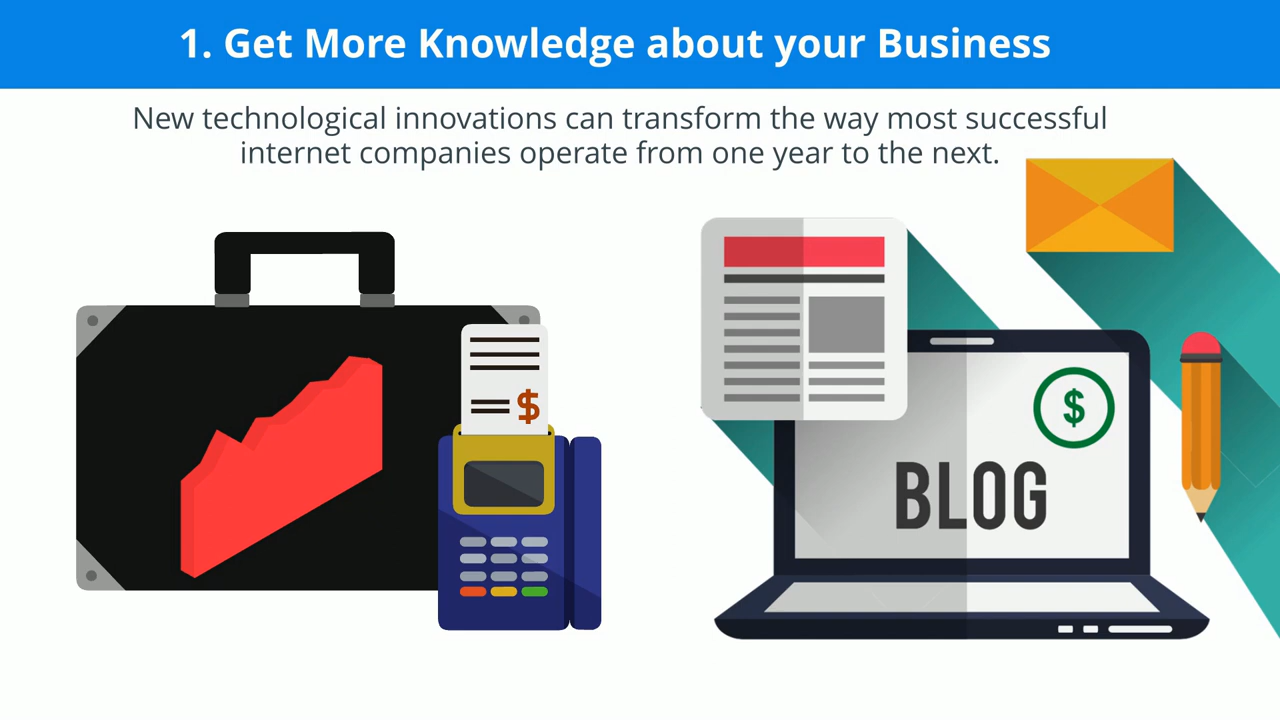 1. Get More Knowledge about your Business
New technological innovations can transform the way most successful
internet companies operate from one year to the next.
$
$
BLOG